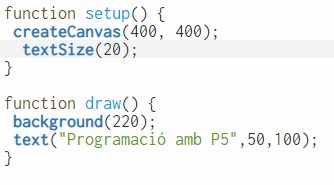 function setup() {
 createCanvas(400, 400);
  textSize(20);
}

function draw() {
 background(220);
 text("Programació amb P5",50,100);
}